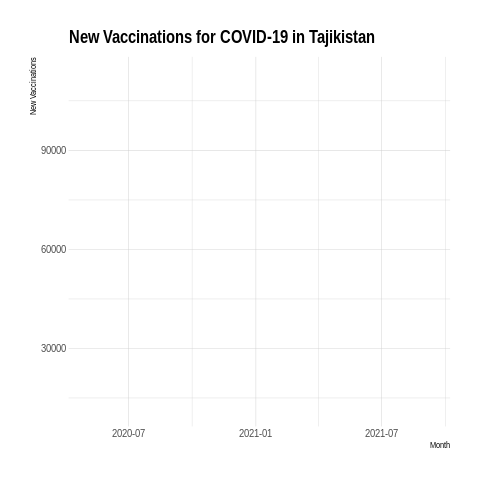 New Vaccinations for COVID-19 in Tajikistan
New Vaccinations
90000
60000
30000
2020-07 2021-01 2021-07
Month